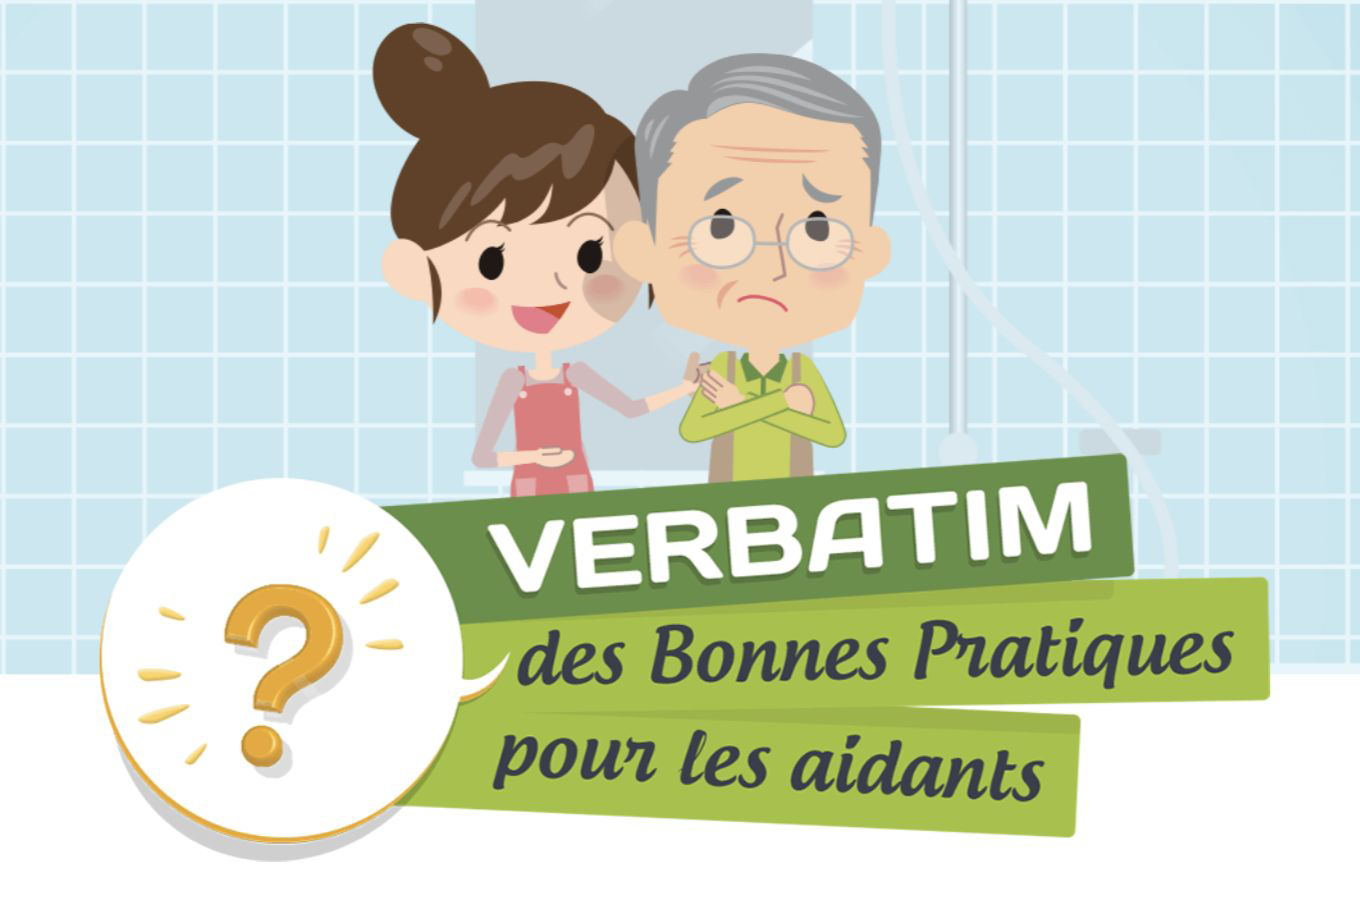 ?
VERBATIM
des Bonnes Pratiques
pour les aidants